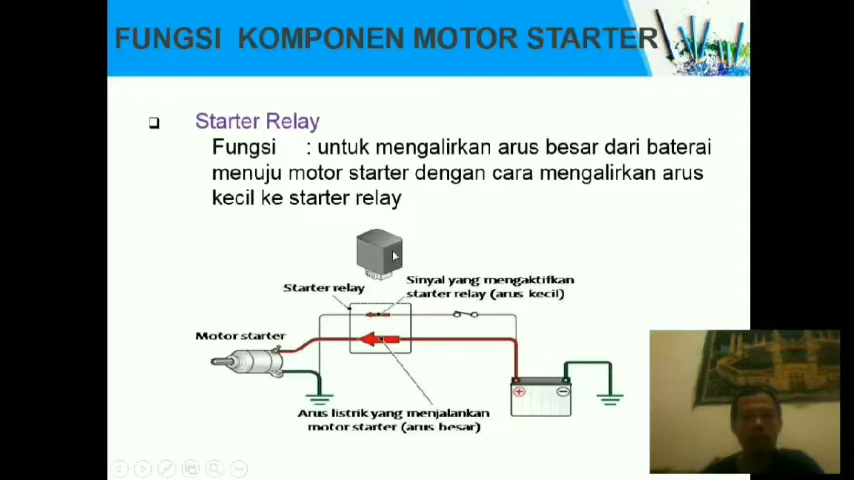 FUNGSI KOMPONEN MOTOR STARTER
Starter Relay
Fungsi : untuk mengalirkan arus besar dari baterai
menuju motor starter dengan cara mengalirkan arus
kecil ke starter relay
Sinyal yang mengaktifkan
starter relay (arus kecil)
Starter relay
Motor starter
+
−
Arus listrik yang menjalankan
motor starter (arus besar)